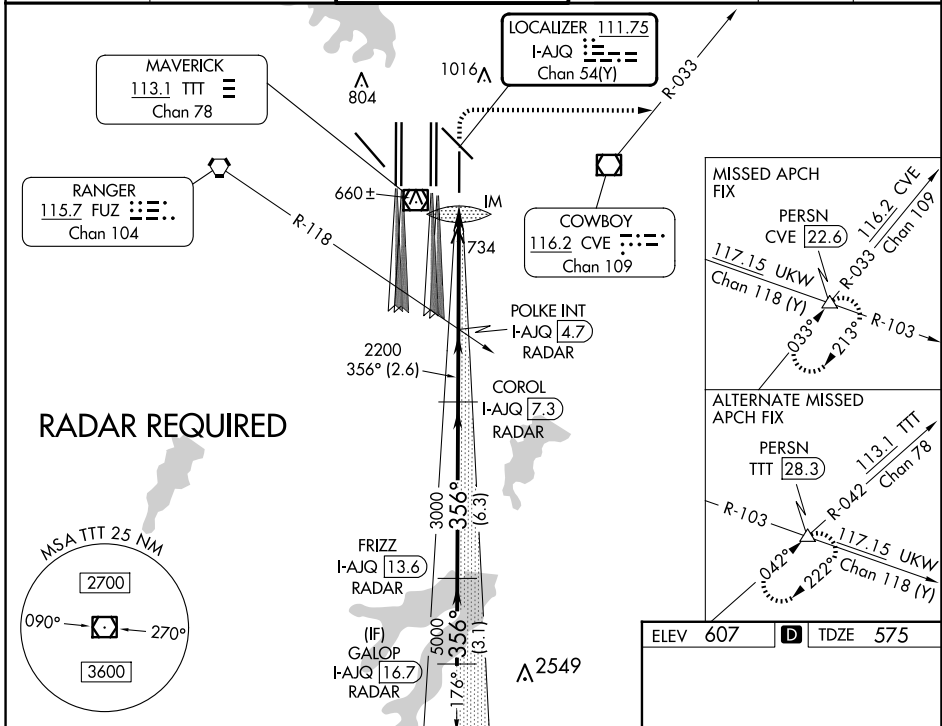 LOCALIZER 111.75
I-AJQ
Chan 54(Y)
MAVERICK
113.1 TTT
Chan 78
804
1016
R-033
RANGER
115.7 FUZ
Chan 104
660±
IM
734
R-118
COWBOY
116.2 CVE
Chan 109
POLKE INT
I-AJQ 4.7
RADAR
2200
356° (2.6)
COROL
I-AJQ 7.3
RADAR
RADAR REQUIRED
3000
356°
(6.3)
FRIZZ
I-AJQ 13.6
RADAR
5000
356°
(3.1)
(IF)
GALOP
I-AJQ 16.7
RADAR
176°
2549
MSA TTT 25 NM
2700
090°
270°
3600
MISSED APCH
FIX
PERSN
CVE 22.6
116.2 CVE
Chan 109
R-033
117.15 UKW
Chan 118 (Y)
R-103
033°
213°
ALTERNATE MISSED
APCH FIX
PERSN
TTT 28.3
113.1 TTT
Chan 78
R-042
R-103
117.15 UKW
Chan 118 (Y)
042°
222°
ELEV 607 D TDZE 575